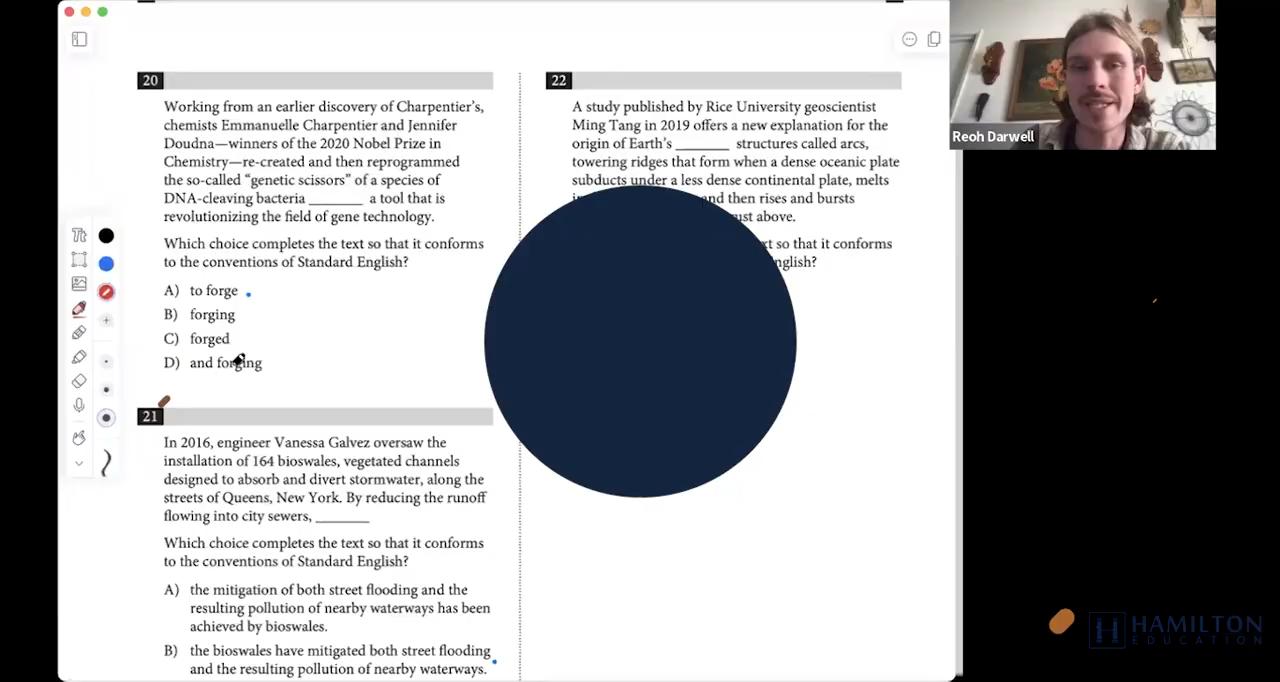 20
Working from an earlier discovery of Charpentier's,
chemists Emmanuelle Charpentier and Jennifer
Doudna—winners of the 2020 Nobel Prize in
Chemistry—re-created and then reprogrammed
the so-called “genetic scissors” of a species of
DNA-cleaving bacteria ________ a tool that is
revolutionizing the field of gene technology.
Which choice completes the text so that it conforms
to the conventions of Standard English?
A) to forge
B) forging
C) forged
D) and forging
21
In 2016, engineer Vanessa Galvez oversaw the
installation of 164 bioswales, vegetated channels
designed to absorb and divert stormwater, along the
streets of Queens, New York. By reducing the runoff
flowing into city sewers, ________
Which choice completes the text so that it conforms
to the conventions of Standard English?
A) the mitigation of both street flooding and the
resulting pollution of nearby waterways has been
achieved by bioswales.
B) the bioswales have mitigated both street flooding
and the resulting pollution of nearby waterways.
22
A study published by Rice University geoscientist
Ming Tang in 2019 offers a new explanation for the
origin of Earth's ________ structures called arcs,
towering ridges that form when a dense oceanic plate
subducts under a less dense continental plate, melts
and then rises and bursts
above.
so that it conforms
Tt
Reoh Darwell
HAMILTON
EDUCATION